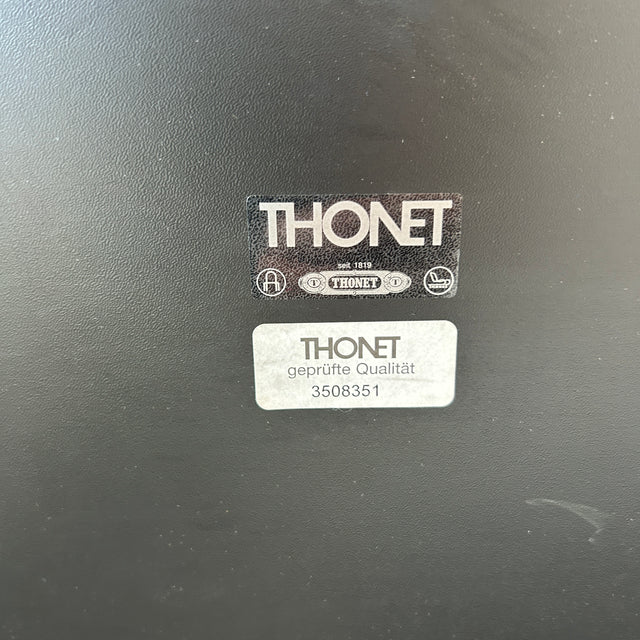 THONET
seit 1819
THONET
THONET
geprüfte Qualität
3508351